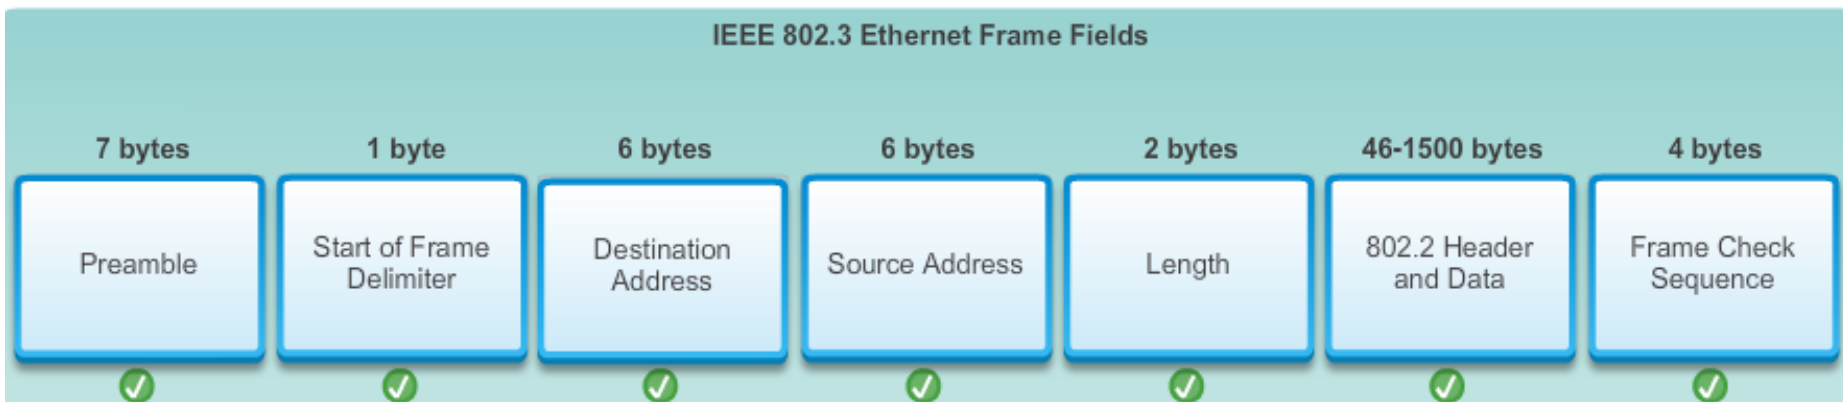 IEEE 802.3 Ethernet Frame Fields
7 bytes
1 byte
6 bytes
6 bytes
2 bytes
46-1500 bytes
4 bytes
Preamble
Start of Frame
Delimiter
Destination
Address
Source Address
Length
802.2 Header
and Data
Frame Check
Sequence